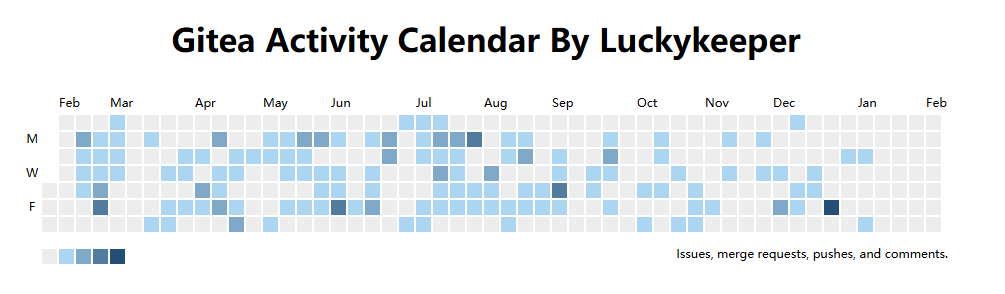 Gitea Activity Calendar By Luckykeeper
Feb Mar Apr May Jun Jul Aug Sep Oct Nov Dec Jan Feb
M
W
F
Issues, merge requests, pushes, and comments.